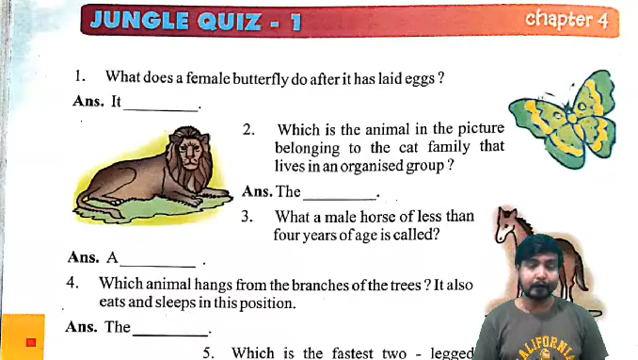 JUNGLE QUIZ - 1
chapter 4
1. What does a female butterfly do after it has laid eggs ?
Ans. It __________.
2. Which is the animal in the picture
belonging to the cat family that
lives in an organised group ?
Ans. The __________.
3. What a male horse of less than
four years of age is called?
Ans. A __________ .
4. Which animal hangs from the branches of the trees ? It also
eats and sleeps in this position.
Ans. The __________.
5. Which is the fastest two - legged
CALIFORNIA